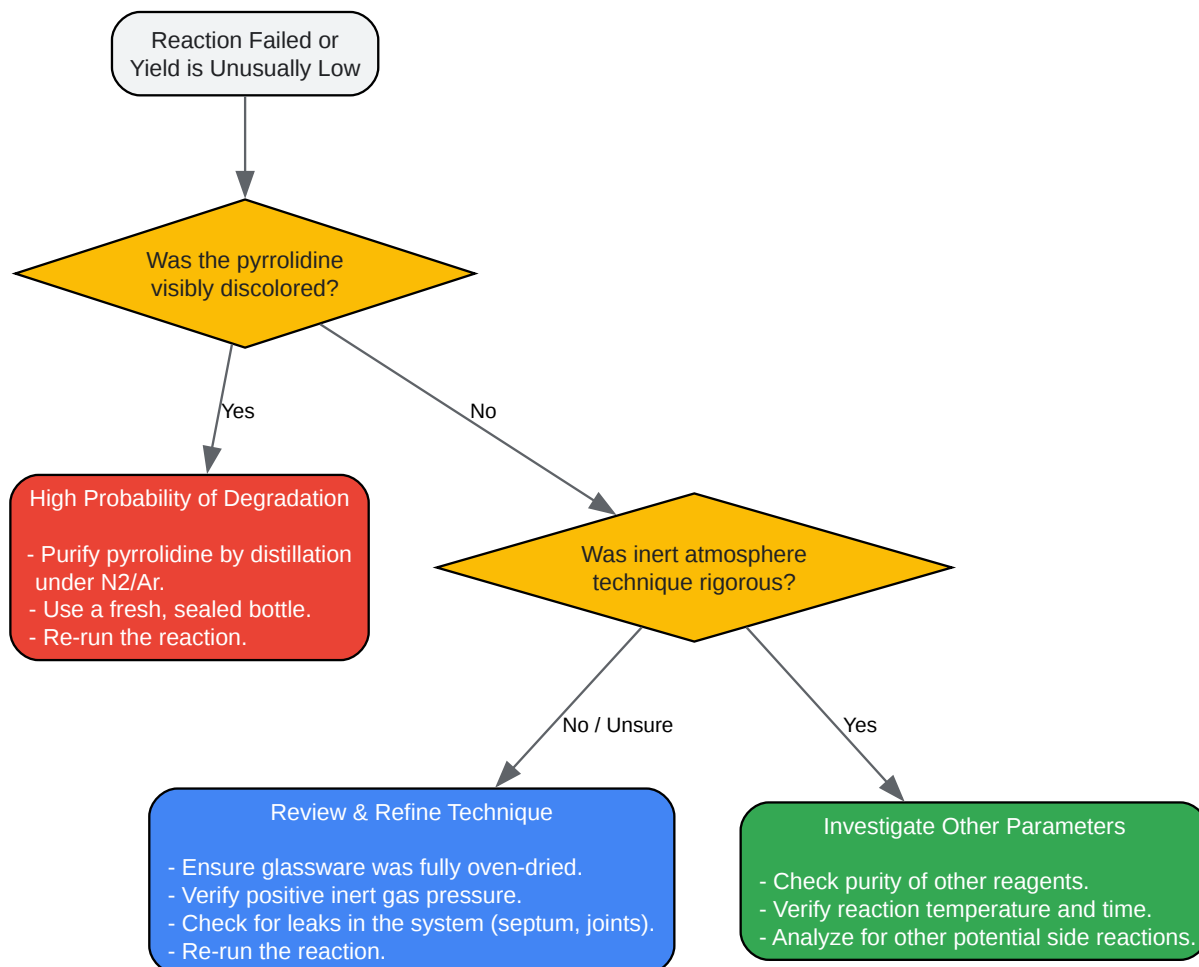 Reaction Failed or
Yield is Unusually Low
Was the pyrrolidine
visibly discolored?
Yes
No
High Probability of Degradation
- Purify pyrrolidine by distillation
under N2/Ar.
- Use a fresh, sealed bottle.
- Re-run the reaction.
Was inert atmosphere
technique rigorous?
No / Unsure
Yes
Review & Refine Technique
- Ensure glassware was fully oven-dried.
- Verify positive inert gas pressure.
- Check for leaks in the system (septum, joints).
- Re-run the reaction.
Investigate Other Parameters
- Check purity of other reagents.
- Verify reaction temperature and time.
- Analyze for other potential side reactions.